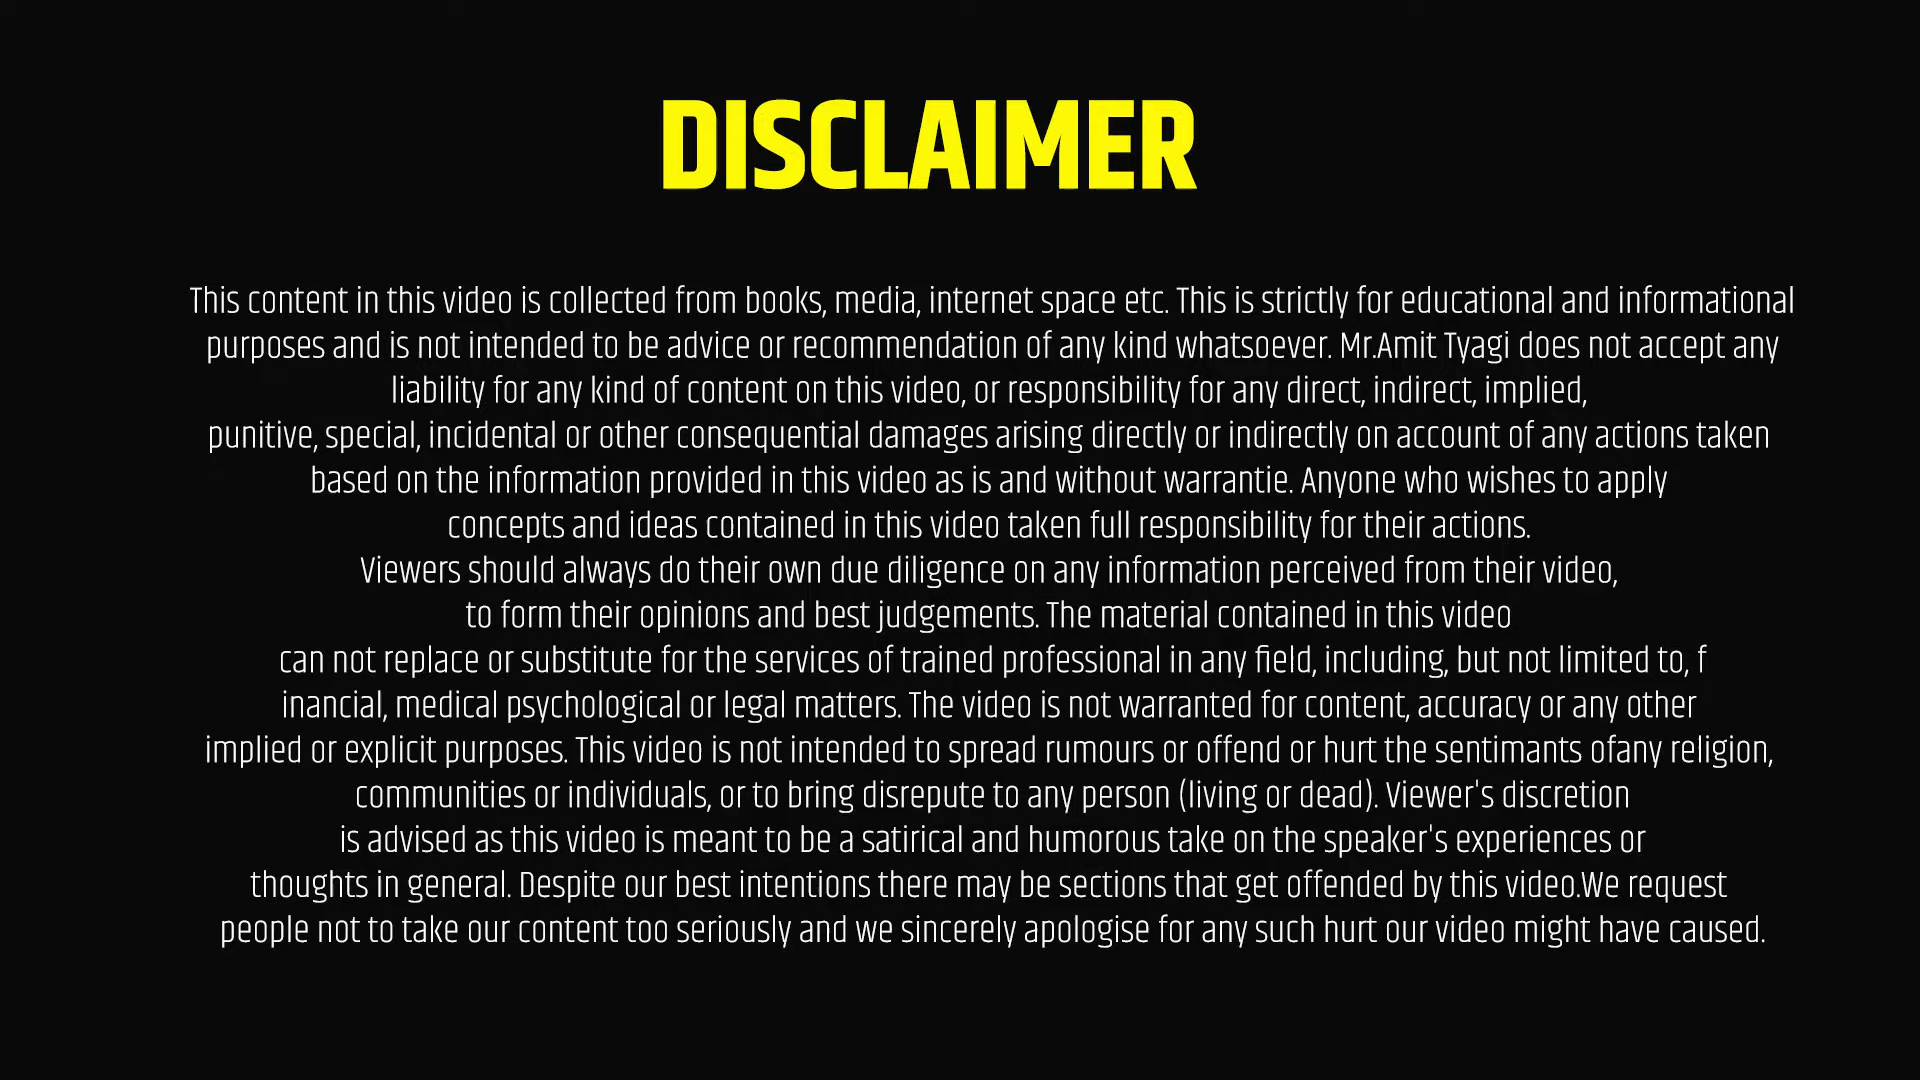 DISCLAIMER
This content in this video is collected from books, media, internet space etc. This is strictly for educational and informational
purposes and is not intended to be advice or recommendation of any kind whatsoever. Mr.Amit Tyagi does not accept any
liability for any kind of content on this video, or responsibility for any direct, indirect, implied,
punitive, special, incidental or other consequential damages arising directly or indirectly on account of any actions taken
based on the information provided in this video as is and without warrantie. Anyone who wishes to apply
concepts and ideas contained in this video taken full responsibility for their actions.
Viewers should always do their own due diligence on any information perceived from their video,
to form their opinions and best judgements. The material contained in this video
can not replace or substitute for the services of trained professional in any field, including, but not limited to, f
inancial, medical psychological or legal matters. The video is not warranted for content, accuracy or any other
implied or explicit purposes. This video is not intended to spread rumours or offend or hurt the sentimants ofany religion,
communities or individuals, or to bring disrepute to any person (living or dead). Viewer's discretion
is advised as this video is meant to be a satirical and humorous take on the speaker's experiences or
thoughts in general. Despite our best intentions there may be sections that get offended by this video.We request
people not to take our content too seriously and we sincerely apologise for any such hurt our video might have caused.